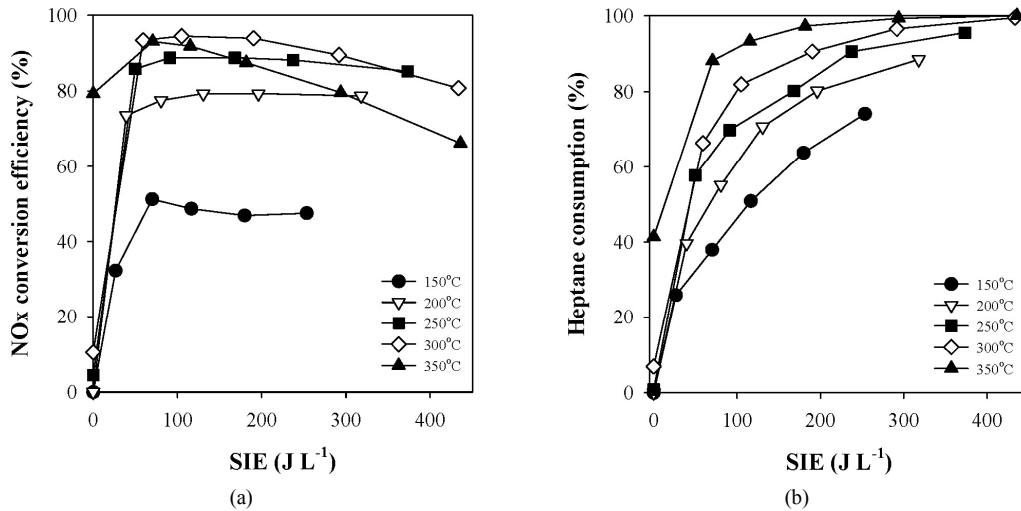 NOx conversion efficiency (%)
100
80
60
40
20
0
150°C
200°C
250°C
300°C
350°C
0 100 200 300 400
SIE (J L⁻¹)
(a)
Heptane consumption (%)
100
80
60
40
20
0
150°C
200°C
250°C
300°C
350°C
0 100 200 300 400
SIE (J L⁻¹)
(b)